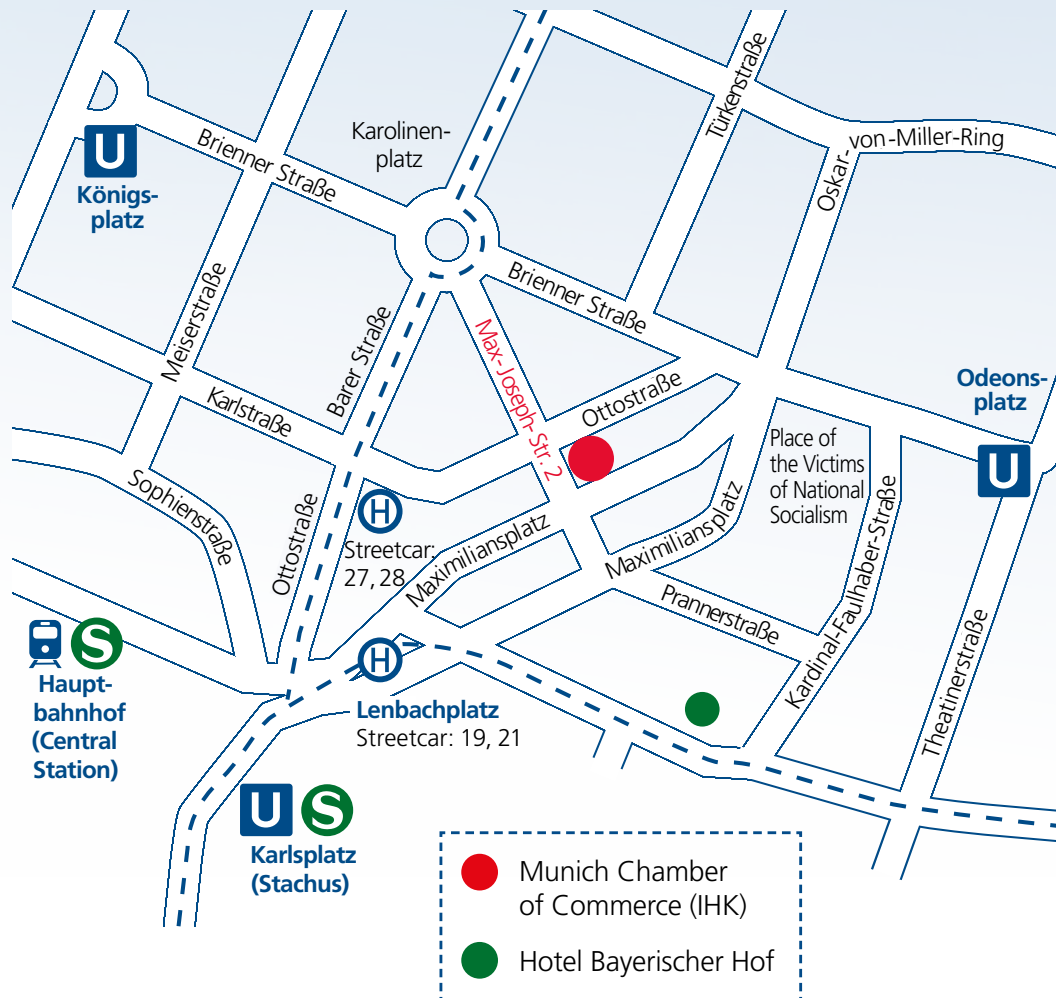 Türkenstraße
Oskar-von-Miller-Ring
Karolinen-
platz
Brienner Straße
U
Königs-
platz
Brienner Straße
Meiserstraße
Barer Straße
Max-Joseph-Str. 2
Ottostraße
Karlstraße
Odeons-
platz
U
Place of
the Victims
of National
Socialism
Sophienstraße
Ottostraße
H
Streetcar:
27, 28
Maximiliansplatz
Maximiliansplatz
Prannerstraße
Kardinal-Faulhaber-Straße
Theatinerstraße
S
Haupt-
bahnhof
(Central
Station)
H
Lenbachplatz
Streetcar: 19, 21
U S
Karlsplatz
(Stachus)
Munich Chamber
of Commerce (IHK)
Hotel Bayerischer Hof